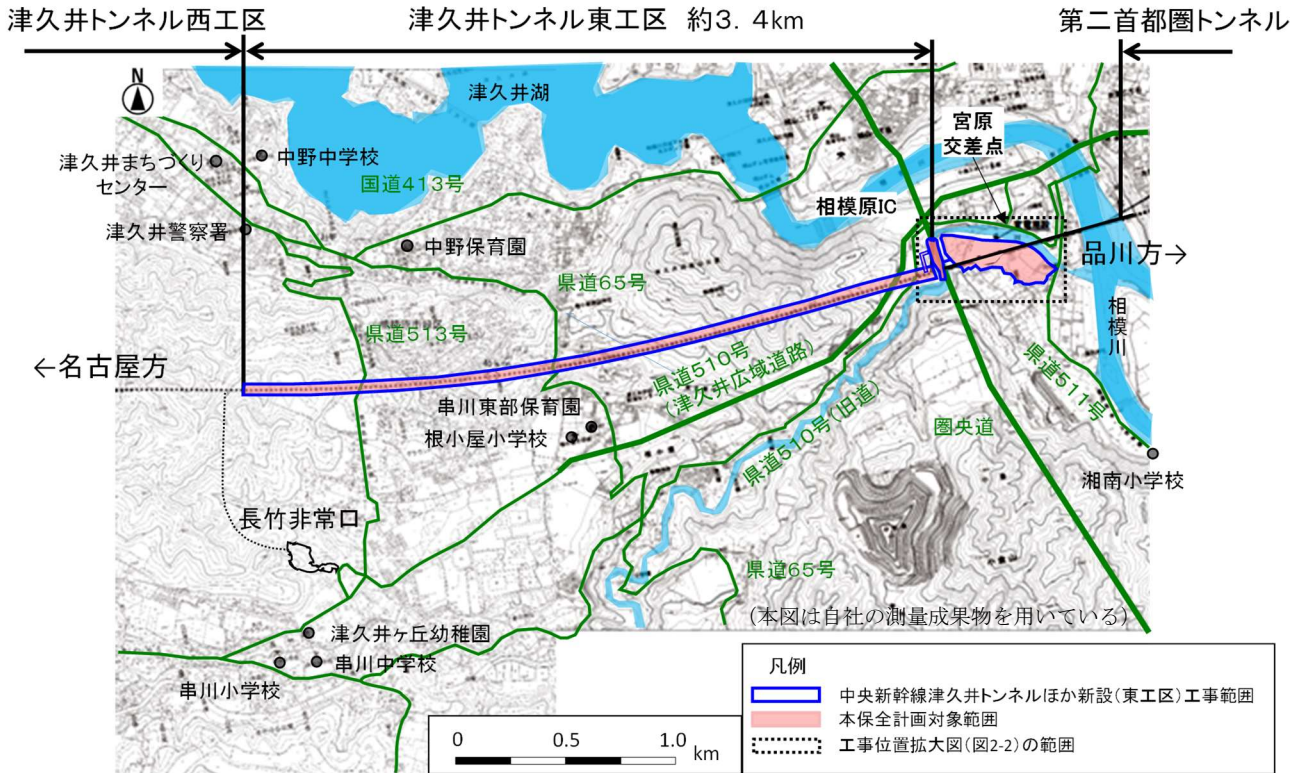 津久井トンネル西工区
津久井トンネル東工区 約3.4km
第二首都圏トンネル
N
津久井湖
宮原
交差点
津久井まちづくり
センター
中野中学校
国道413号
相模原IC
津久井警察署
中野保育園
品川方→
県道65号
相模川
県道513号
←名古屋方
県道510号
(津久井広域道路)
県道511号
串川東部保育園
根小屋小学校
県道510号(旧道)
圏央道
湘南小学校
長竹非常口
県道65号
(本図は自社の測量成果物を用いている)
津久井ヶ丘幼稚園
串川中学校
串川小学校
凡例
中央新幹線津久井トンネルほか新設(東工区)工事範囲
本保全計画対象範囲
工事位置拡大図(図2-2)の範囲
0 0.5 1.0
km